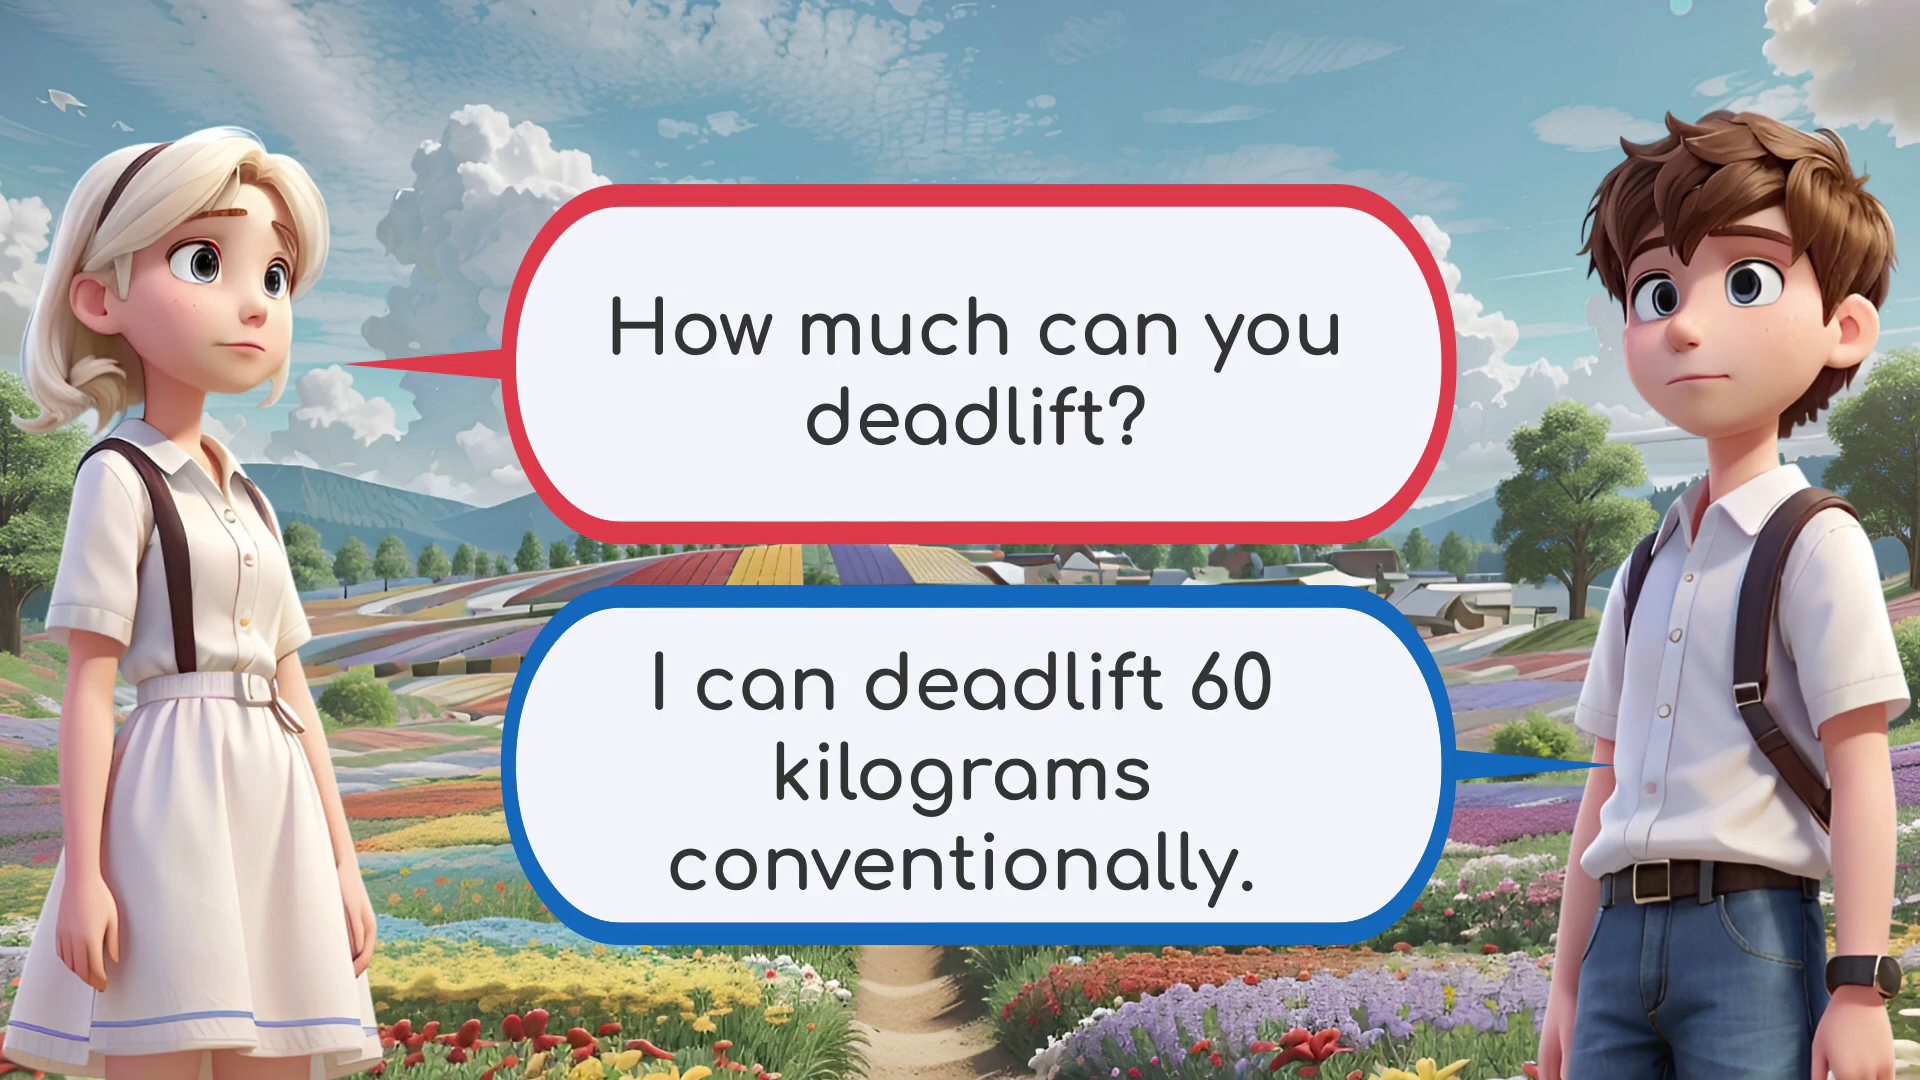 How much can you
deadlift?
I can deadlift 60
kilograms
conventionally.